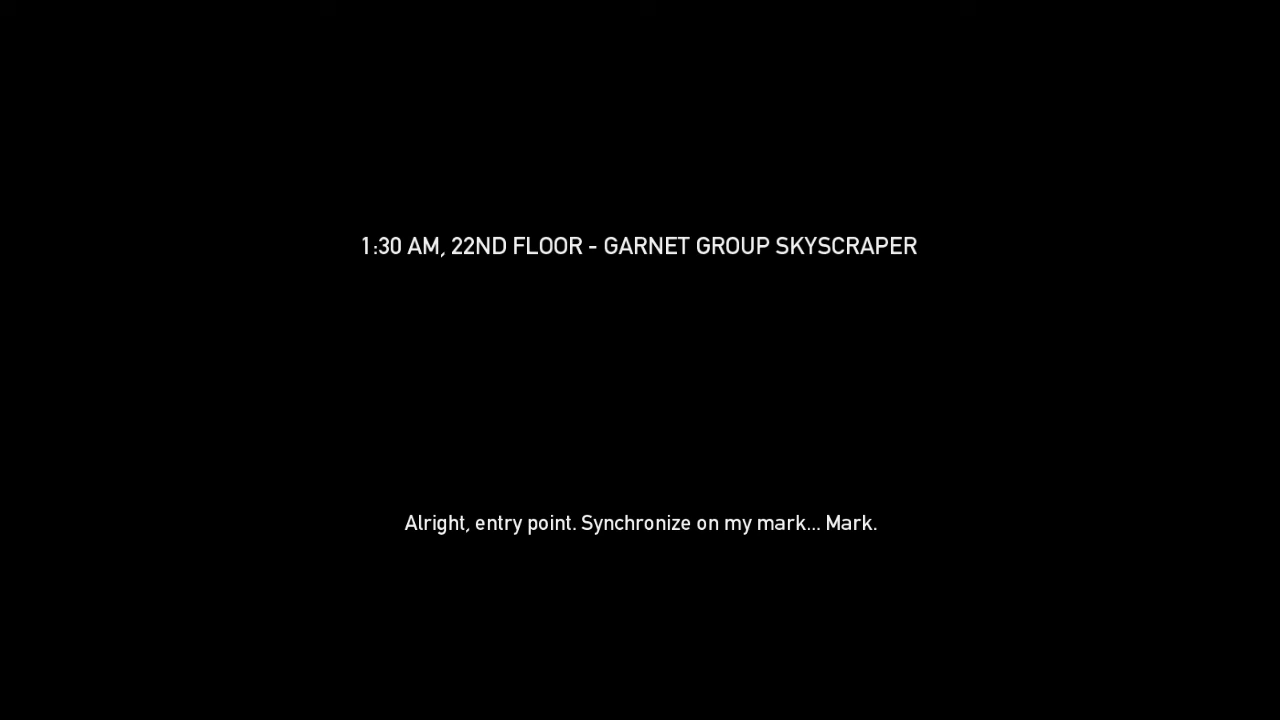 1:30 AM, 22ND FLOOR - GARNET GROUP SKYSCRAPER
Alright, entry point. Synchronize on my mark... Mark.